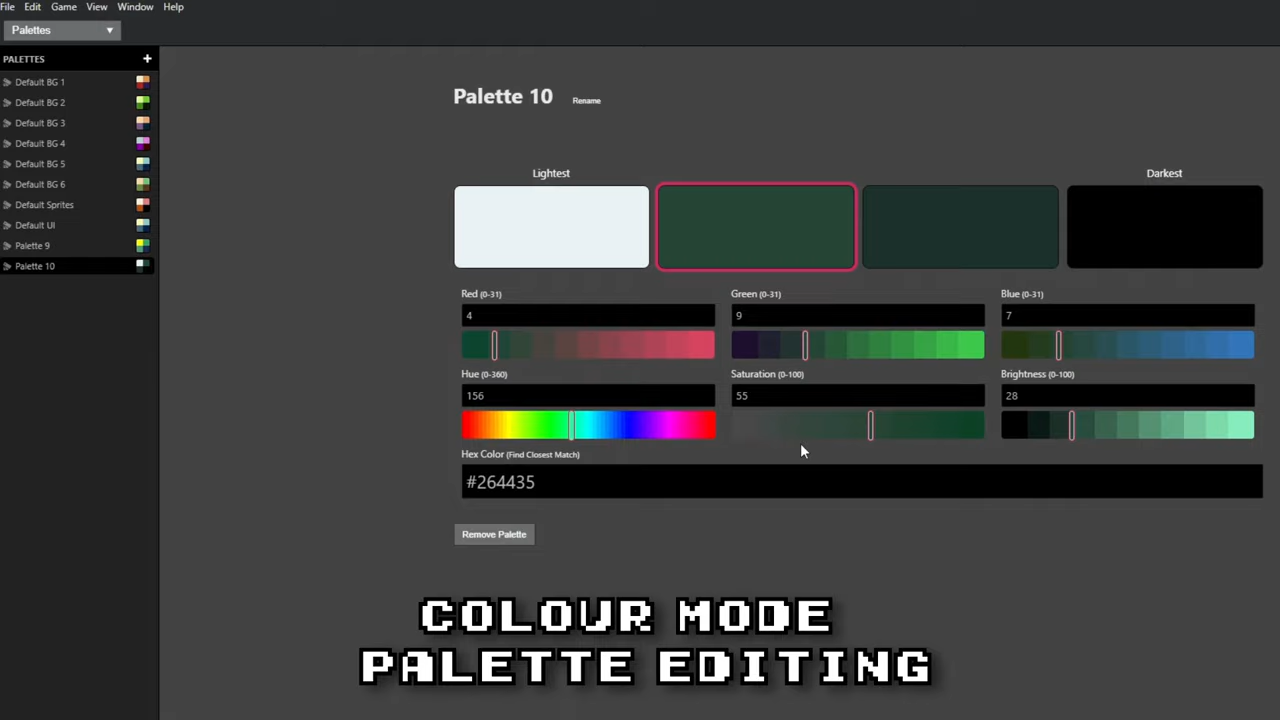 File Edit Game View Window Help
Palettes
PALETTES +
Default BG 1
Default BG 2
Default BG 3
Default BG 4
Default BG 5
Default BG 6
Default Sprites
Default UI
Palette 9
Palette 10
Palette 10 Rename
Lightest Darkest
Red (0-31) Green (0-31) Blue (0-31)
4 9 7
Hue (0-360) Saturation (0-100) Brightness (0-100)
156 55 28
Hex Color (Find Closest Match)
#264435
Remove Palette
COLOUR MODE
PALETTE EDITING